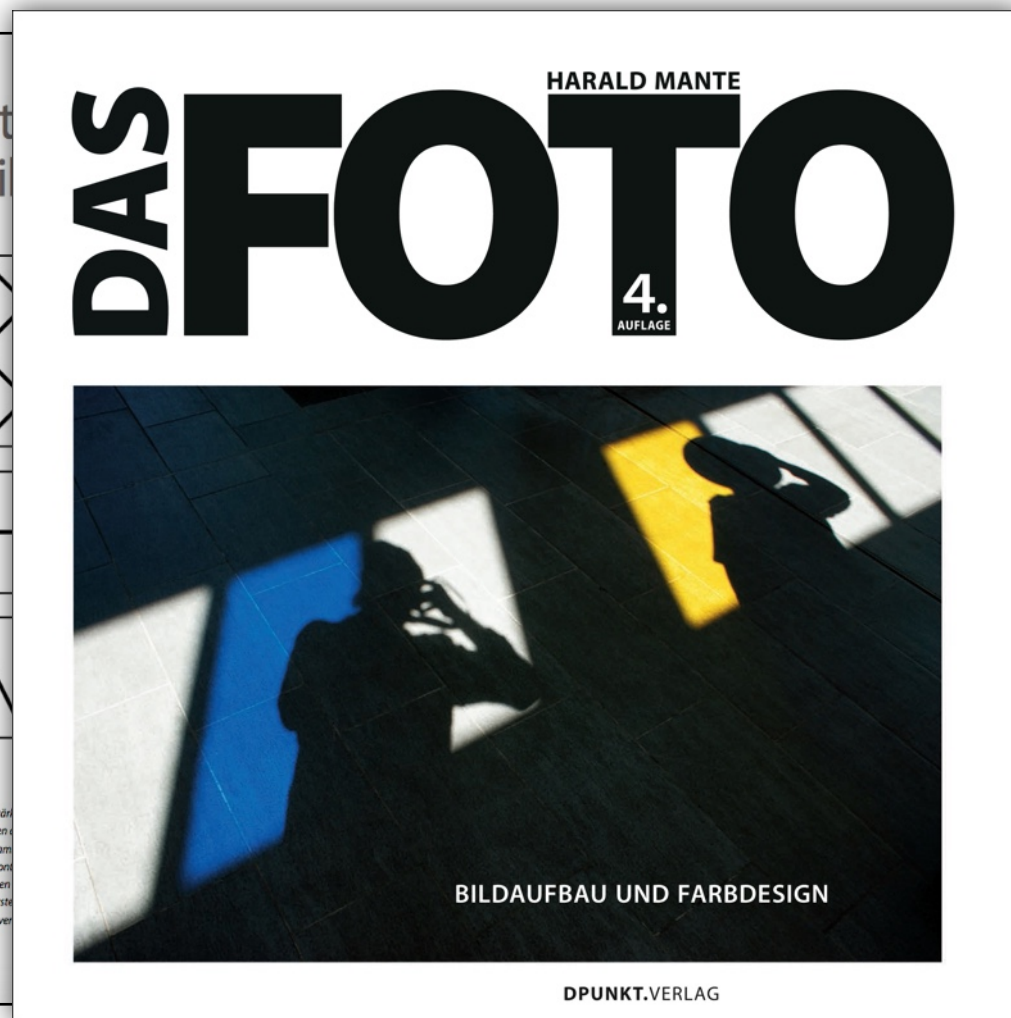 HARALD MANTE
DAS
FOTO
4.
AUFLAGE
BILDAUFBAU UND FARBDESIGN
DPUNKT.VERLAG